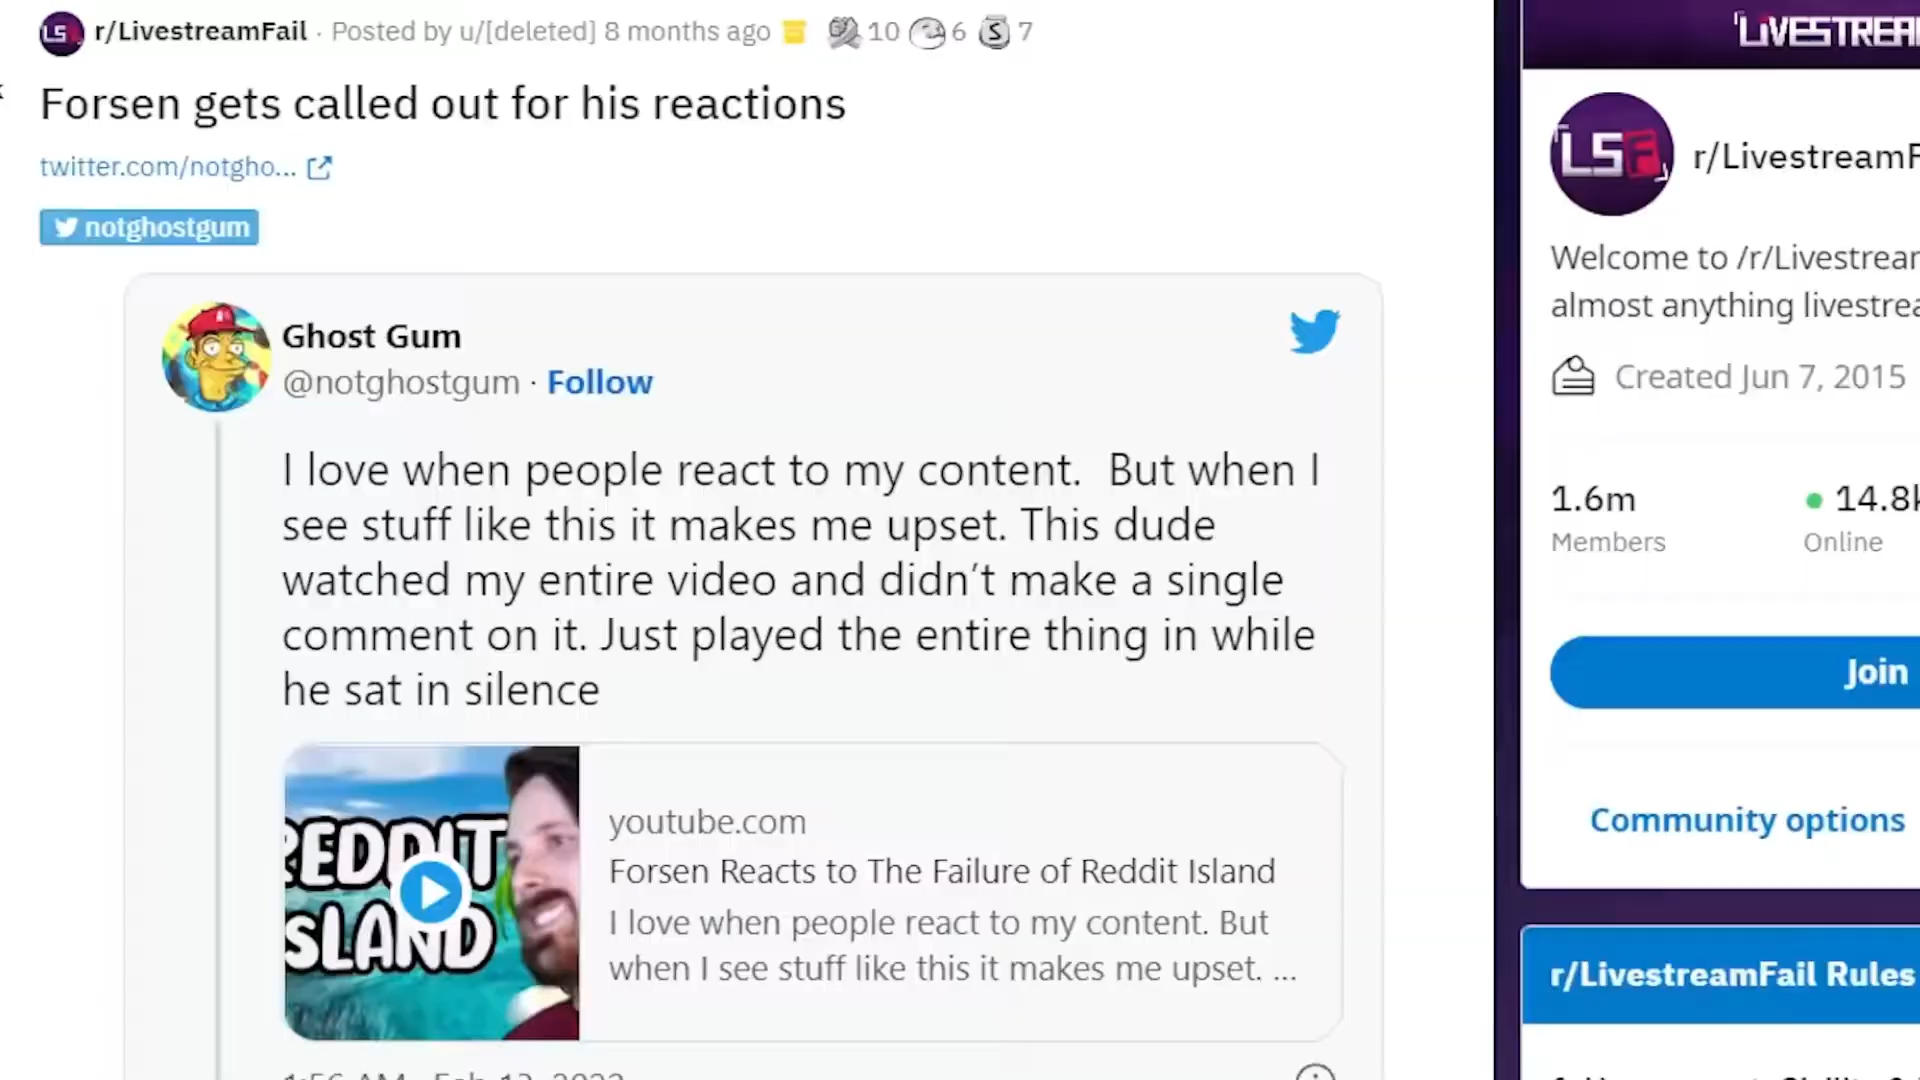 r/LivestreamFail · Posted by u/[deleted] 8 months ago 10 6 7
Forsen gets called out for his reactions
twitter.com/notgho...
notghostgum
Ghost Gum
@notghostgum · Follow
I love when people react to my content.  But when I
see stuff like this it makes me upset. This dude
watched my entire video and didn’t make a single
comment on it. Just played the entire thing in while
he sat in silence
REDDIT
ISLAND
youtube.com
Forsen Reacts to The Failure of Reddit Island
I love when people react to my content. But
when I see stuff like this it makes me upset. ...
LSF
r/LivestreamF
Welcome to /r/Livestream
almost anything livestrea
Created Jun 7, 2015
1.6m
Members
14.8k
Online
Join
Community options
r/LivestreamFail Rules